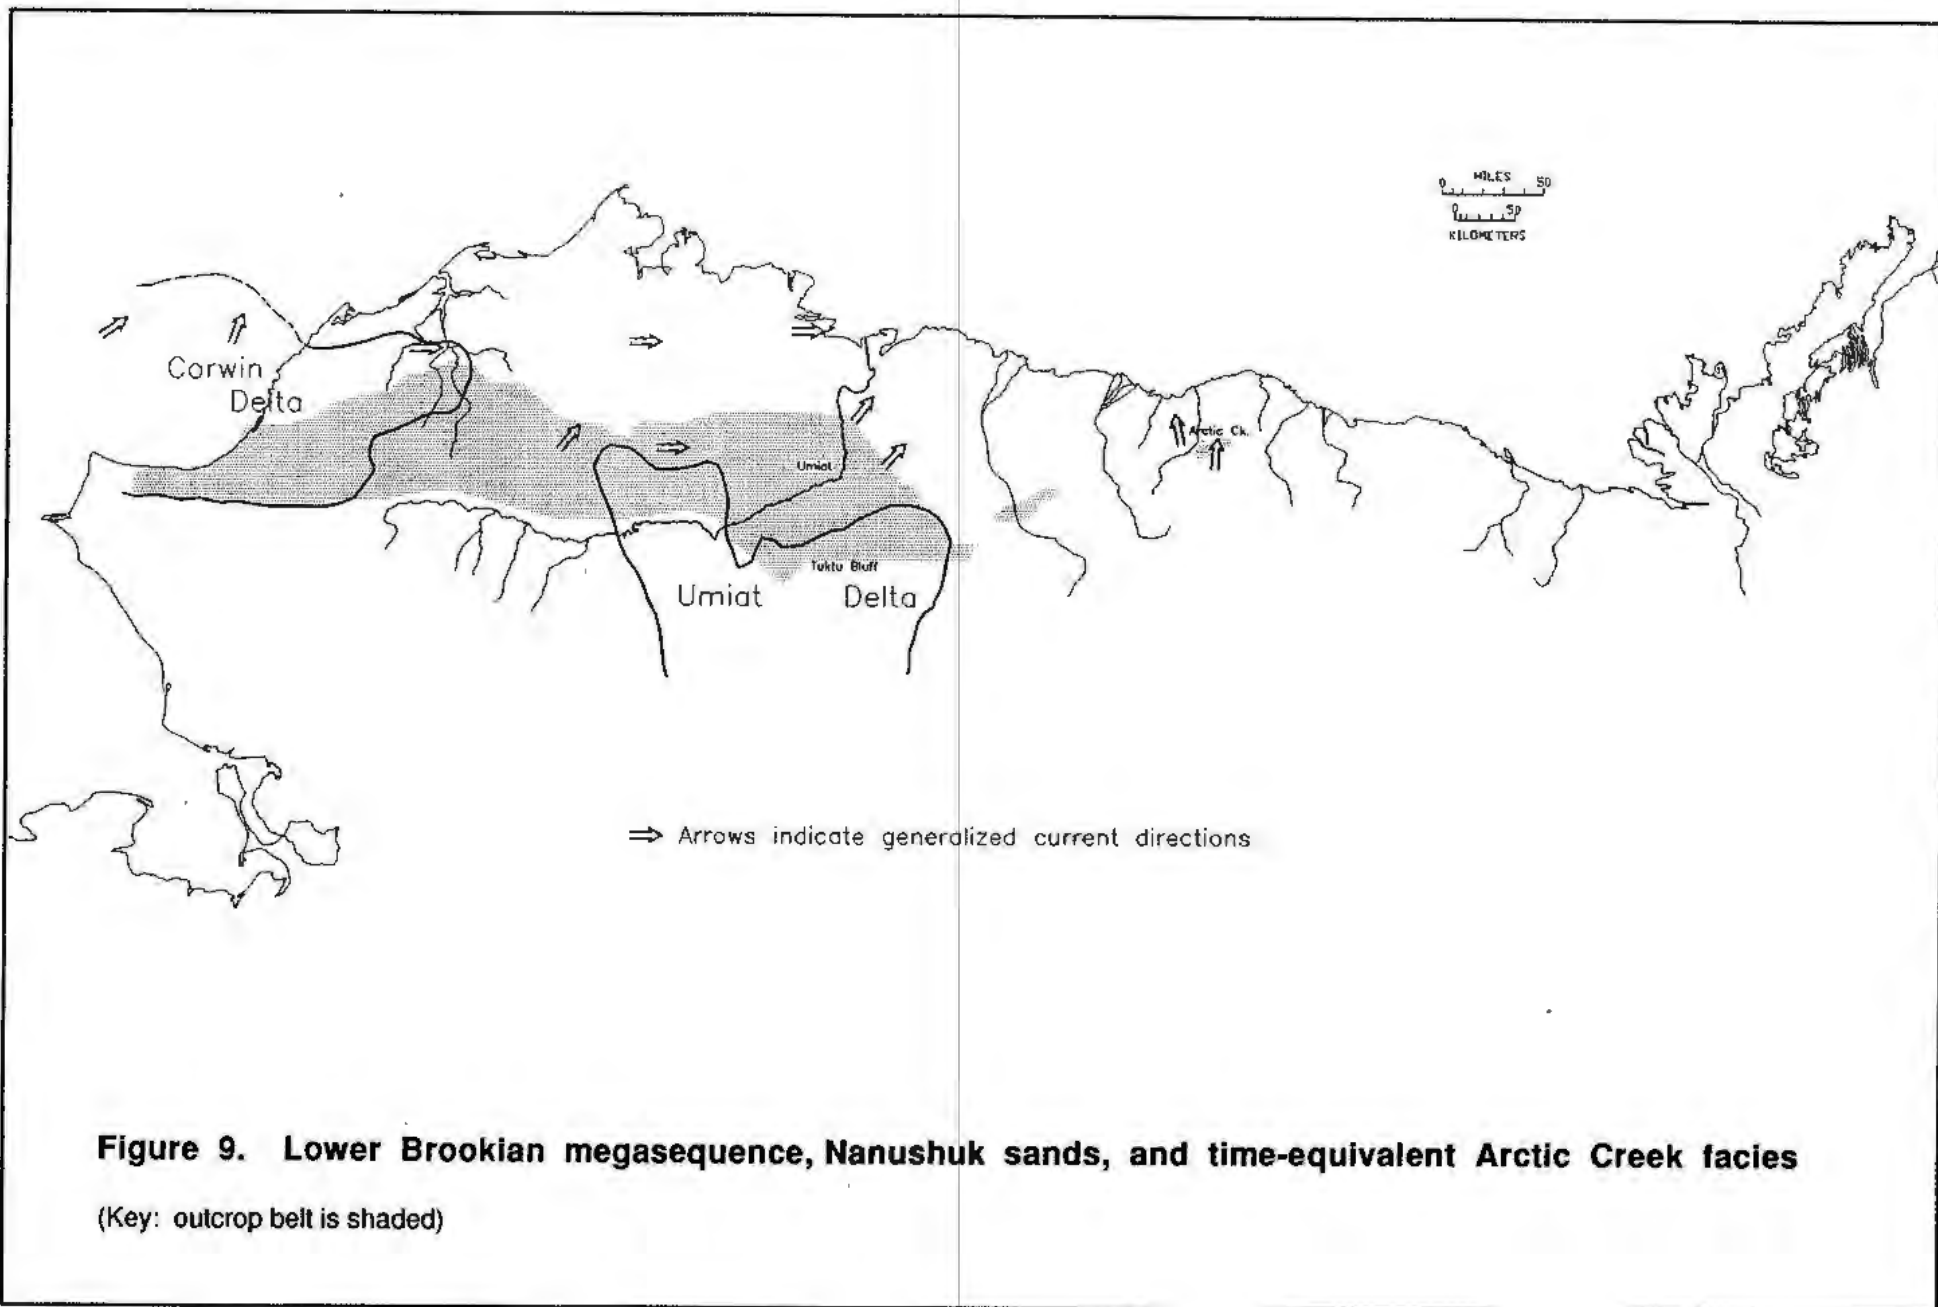 MILES
0 50
0 50
KILOMETERS
Corwin
Delta
Arctic Ck.
Umiat
Tuktu Bluff
Umiat Delta
Arrows indicate generalized current directions
Figure 9. Lower Brookian megasequence, Nanushuk sands, and time-equivalent Arctic Creek facies
(Key: outcrop belt is shaded)